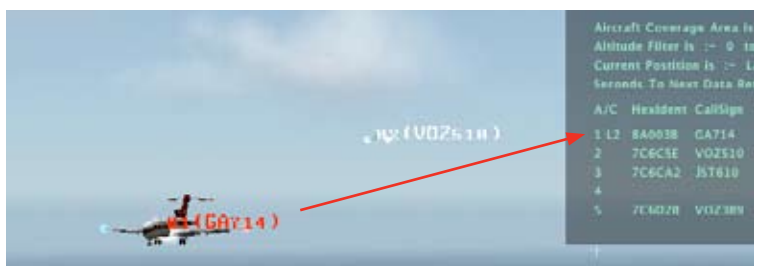 Aircraft Coverage Area is
Altitude Filter is :- 0 to
Current Postition is :- L
Seconds To Next Data Re
A/C HexIdent CallSign
1 L2 8A003B GA714
2 7C6C5E VOZ510
3 7C6CA2 JST610
4
5 7C6D28 VOZ389
(VOZ510)
(GA714)